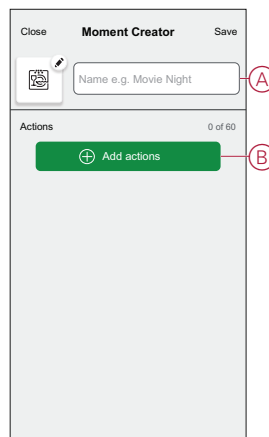 Close Moment Creator Save
Name e.g. Movie Night
A
Actions 0 of 60
Add actions
B